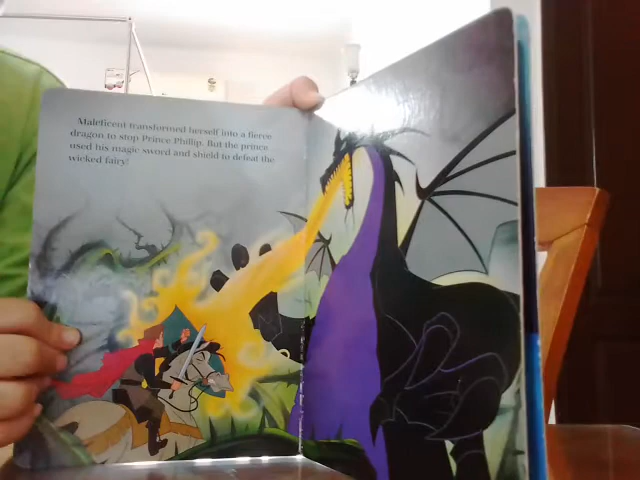 Maleficent transformed herself into a fierce
dragon to stop Prince Phillip. But the prince
used his magic sword and shield to defeat the
wicked fairy!